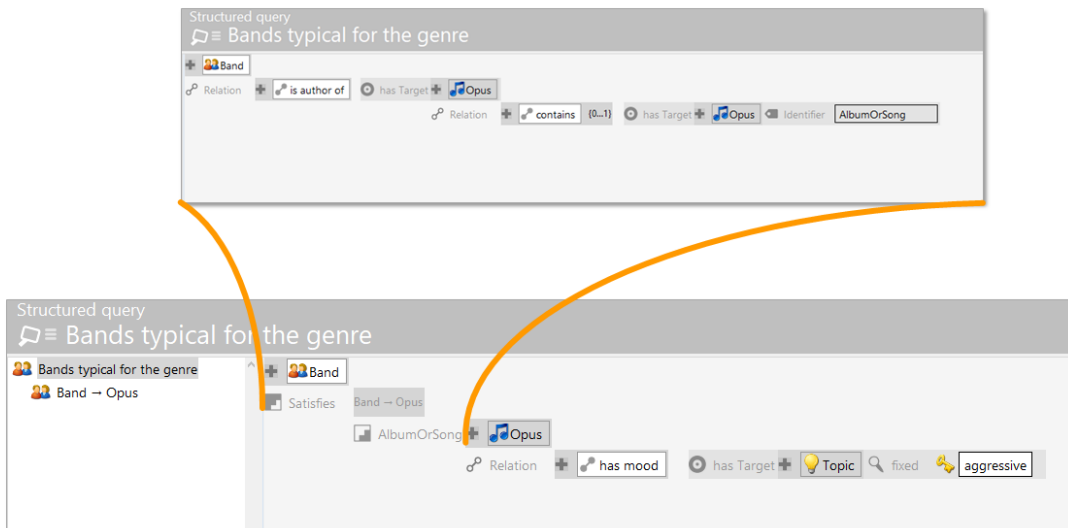 Structured query
Bands typical for the genre
Band
Relation is author of has Target Opus
Relation contains {0...1} has Target Opus Identifier AlbumOrSong
Structured query
Bands typical for the genre
Bands typical for the genre
Band → Opus
Band
Satisfies Band → Opus
AlbumOrSong Opus
Relation has mood has Target Topic fixed aggressive